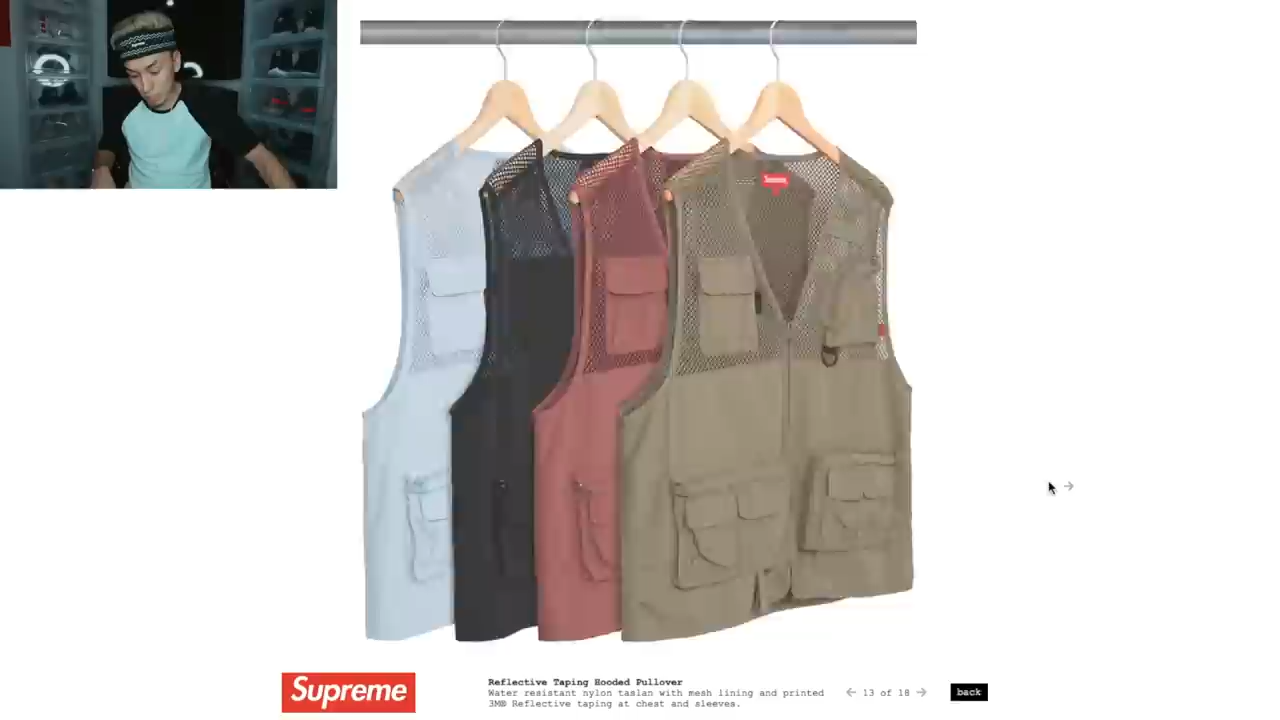 Supreme
Supreme
Reflective Taping Hooded Pullover
Water resistant nylon taslan with mesh lining and printed
3M® Reflective taping at chest and sleeves.
13 of 18
back